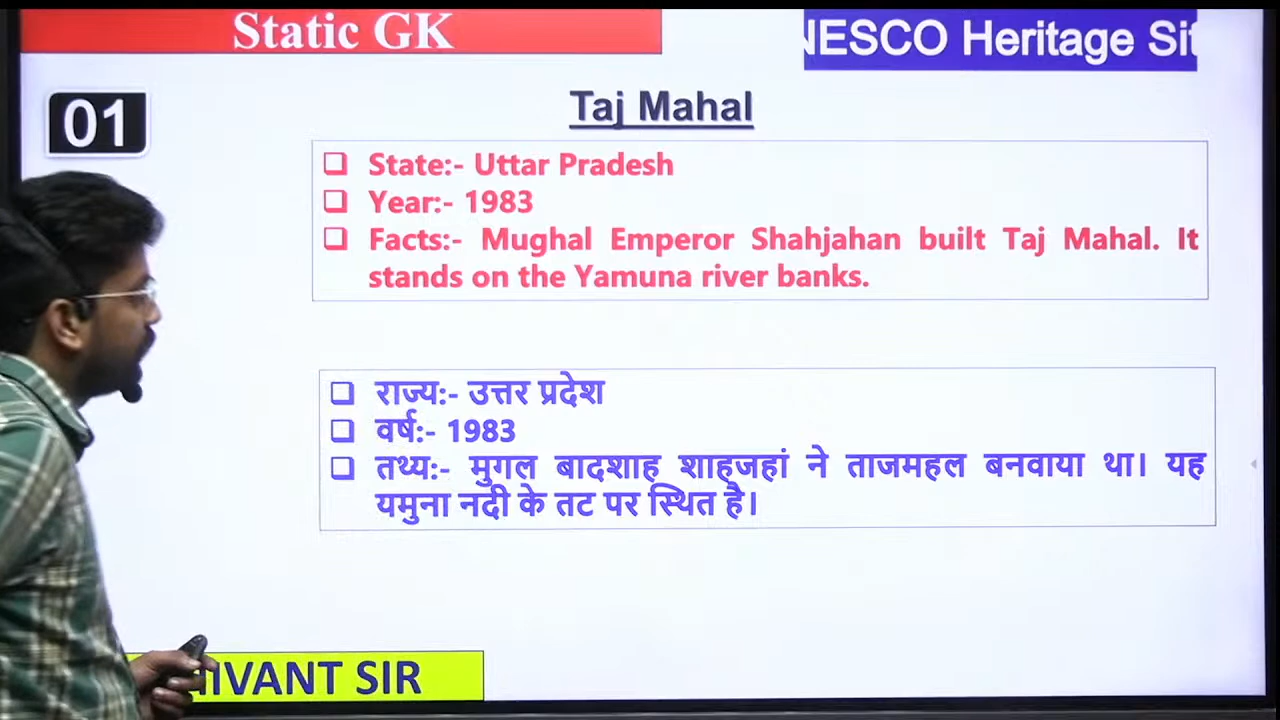 Static GK
NESCO Heritage Sit
01
Taj Mahal
❑ State:- Uttar Pradesh
❑ Year:- 1983
❑ Facts:- Mughal Emperor Shahjahan built Taj Mahal. It
stands on the Yamuna river banks.
❑ राज्य:- उत्तर प्रदेश
❑ वर्ष:- 1983
❑ तथ्य:- मुगल बादशाह शाहजहां ने ताजमहल बनवाया था। यह
यमुना नदी के तट पर स्थित है।
HIVANT SIR